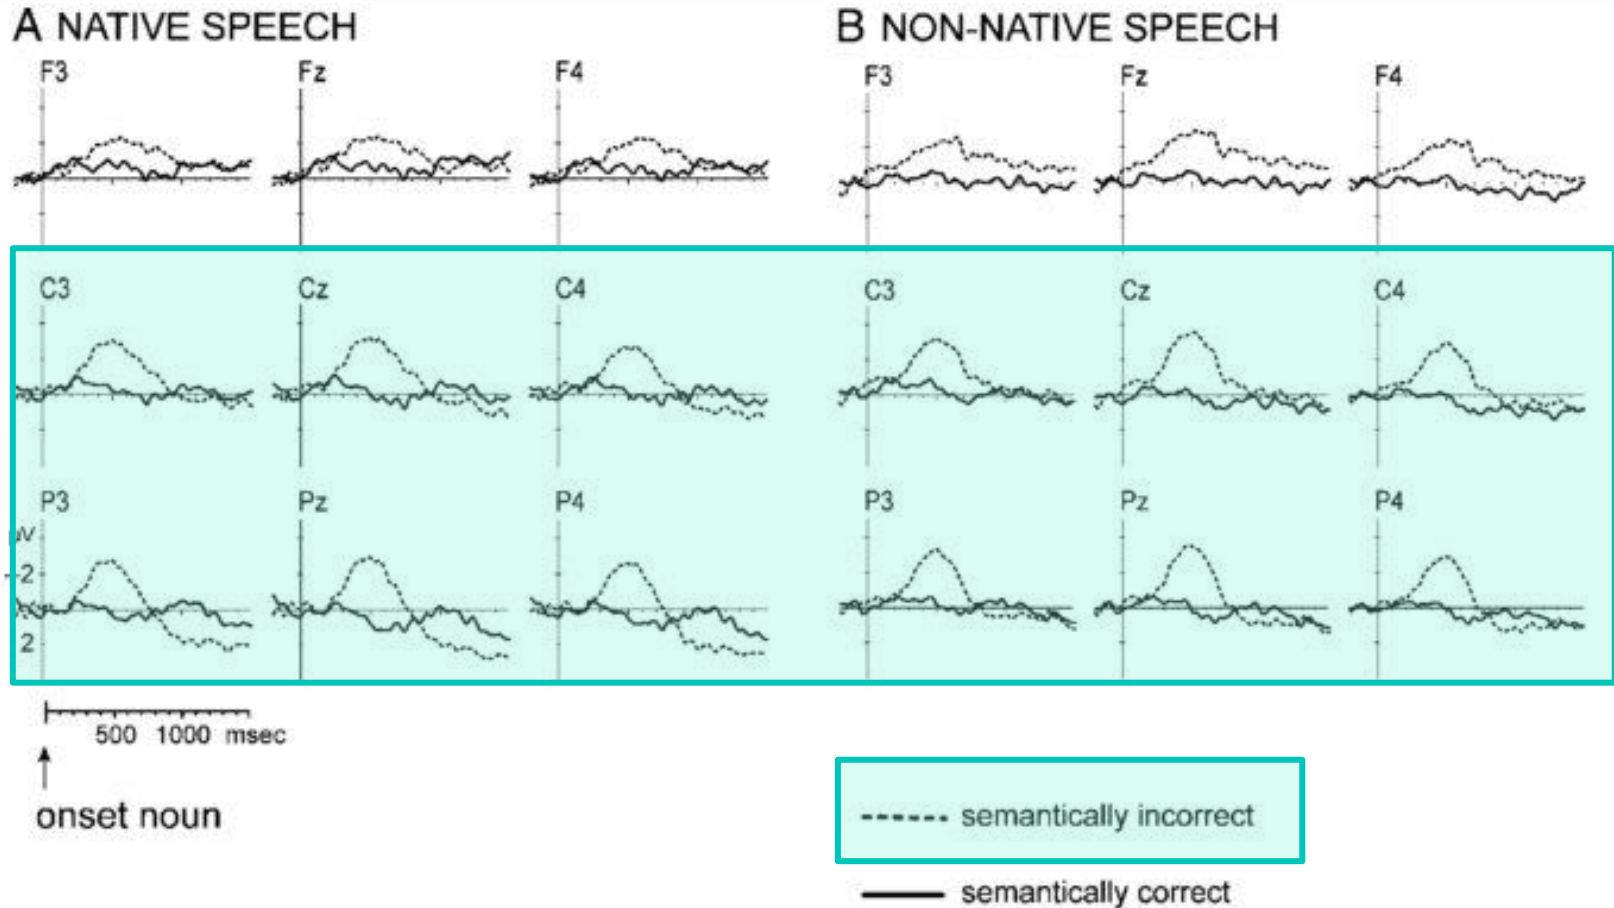 A NATIVE SPEECH
B NON-NATIVE SPEECH
F3 Fz F4
F3 Fz F4
C3 Cz C4
C3 Cz C4
P3 Pz P4
P3 Pz P4
µV
-2
2
500 1000 msec
onset noun
semantically incorrect
semantically correct